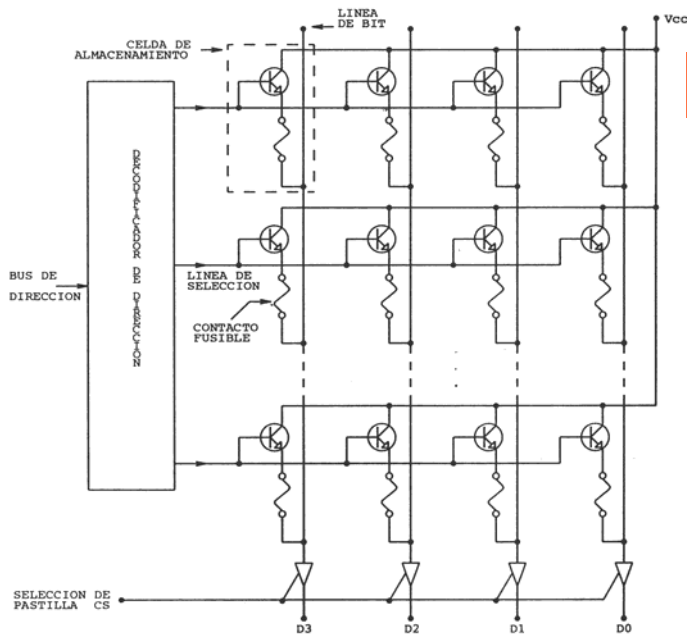 LINEA
DE BIT
Vcc
CELDA DE
ALMACENAMIENTO
DECODIFICADOR DE DIRECCION
BUS DE
DIRECCION
LINEA DE
SELECCION
CONTACTO
FUSIBLE
SELECCION DE
PASTILLA CS
D3 D2 D1 D0